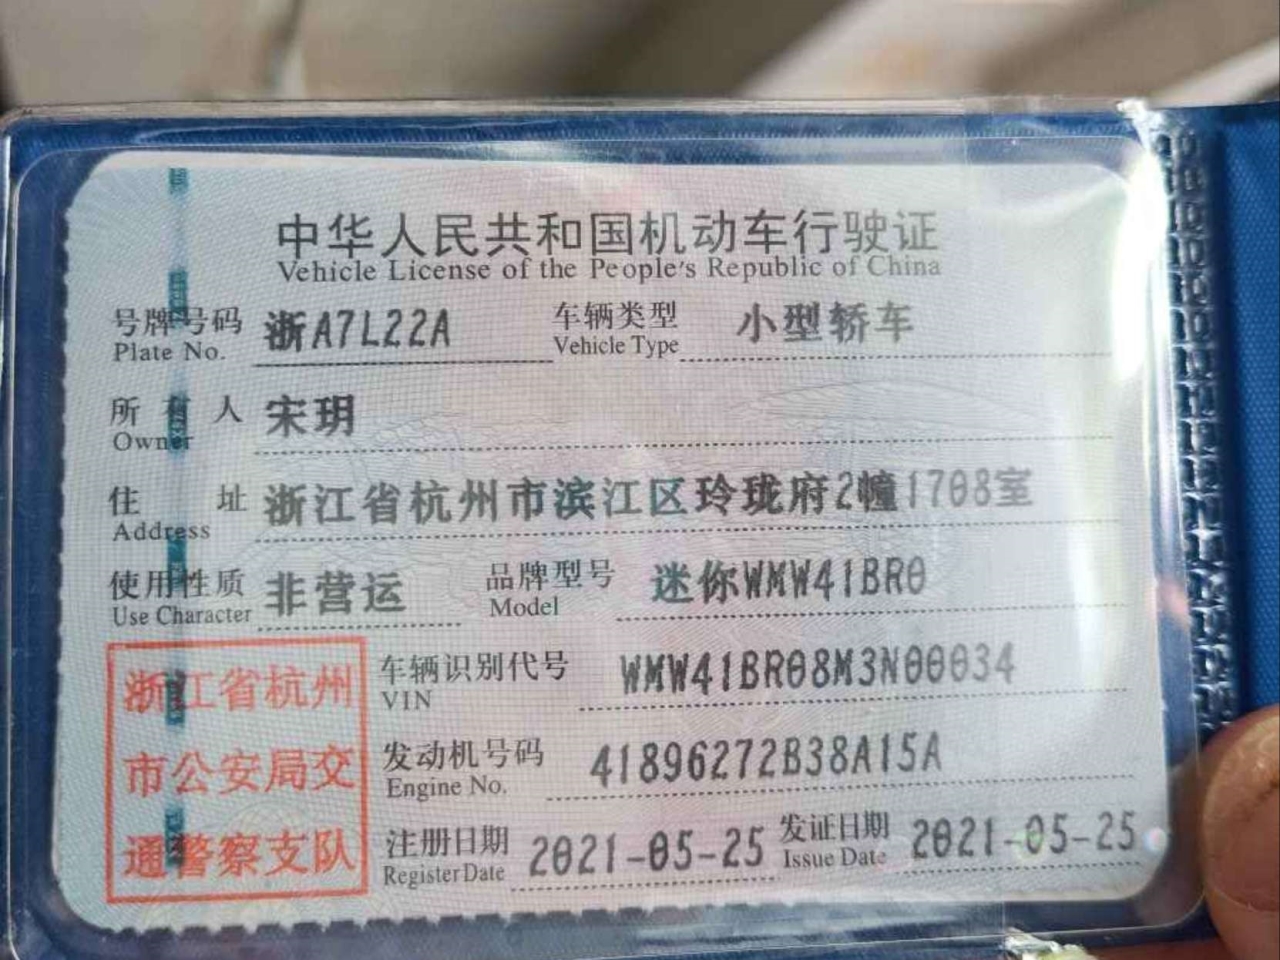 中华人民共和国机动车行驶证
Vehicle License of the People's Republic of China
号牌号码 浙A7L22A 车辆类型 小型轿车
Plate No. Vehicle Type
所有人 宋玥
Owner
住址 浙江省杭州市滨江区玲珑府2幢1708室
Address
使用性质 非营运 品牌型号 迷你WMW41BR0
Use Character Model
浙江省杭州 车辆识别代号 WMW41BR08M3N00034
VIN
市公安局交 发动机号码 41896272B38A15A
Engine No.
通警察支队 注册日期 2021-05-25 发证日期 2021-05-25
Register Date Issue Date